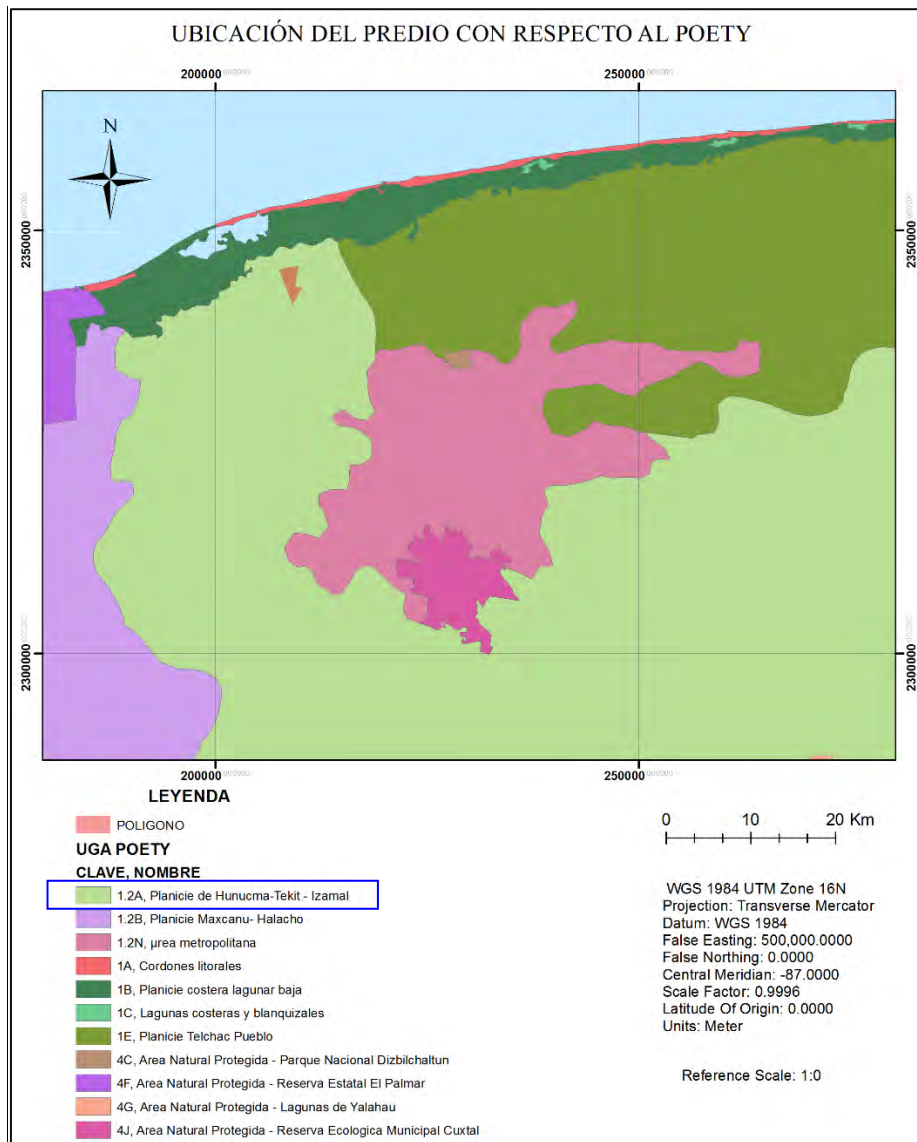 UBICACIÓN DEL PREDIO CON RESPECTO AL POETY
200000 000000
250000 000000
N
2350000
2350000
2300000
2300000
200000 000000
250000 000000
LEYENDA
POLIGONO
UGA POETY
CLAVE, NOMBRE
1.2A, Planicie de Hunucma-Tekit - Izamal
1.2B, Planicie Maxcanu- Halacho
1.2N, µrea metropolitana
1A, Cordones litorales
1B, Planicie costera lagunar baja
1C, Lagunas costeras y blanquizales
1E, Planicie Telchac Pueblo
4C, Area Natural Protegida - Parque Nacional Dizbilchaltun
4F, Area Natural Protegida - Reserva Estatal El Palmar
4G, Area Natural Protegida - Lagunas de Yalahau
4J, Area Natural Protegida - Reserva Ecologica Municipal Cuxtal
0 10 20 Km
WGS 1984 UTM Zone 16N
Projection: Transverse Mercator
Datum: WGS 1984
False Easting: 500,000.0000
False Northing: 0.0000
Central Meridian: -87.0000
Scale Factor: 0.9996
Latitude Of Origin: 0.0000
Units: Meter
Reference Scale: 1:0